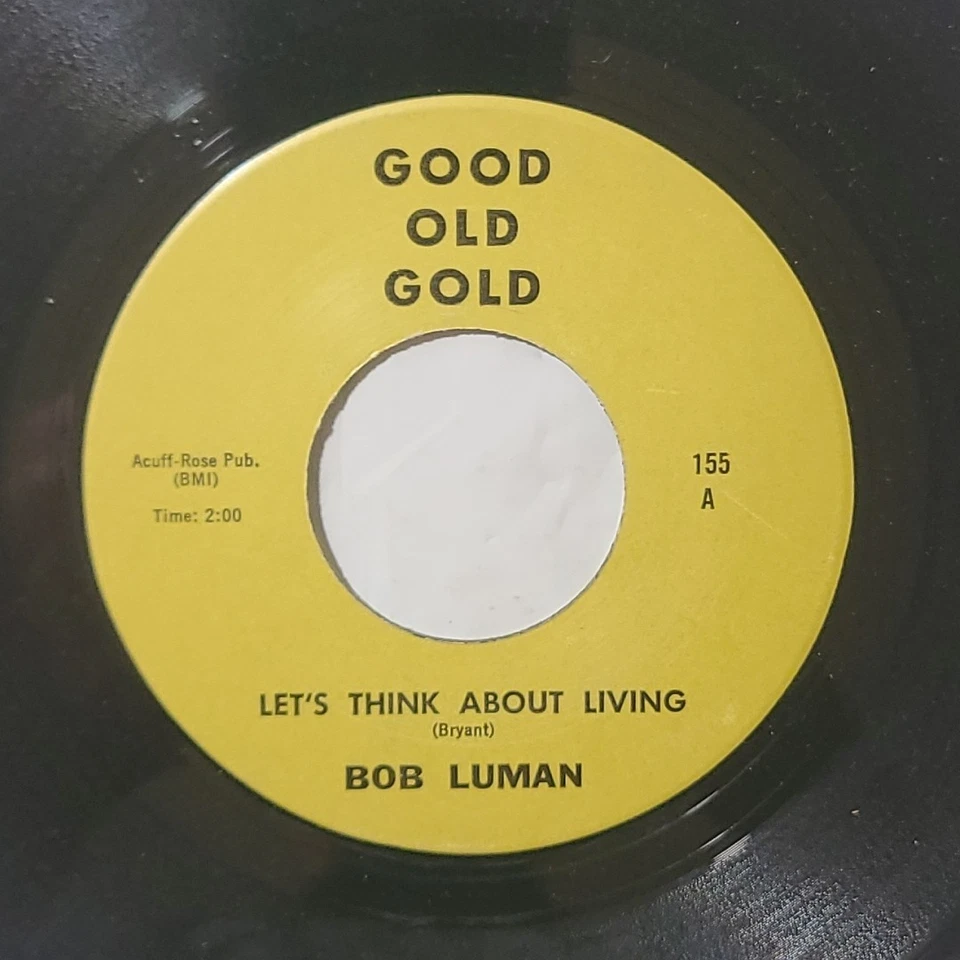 GOOD
OLD
GOLD
Acuff-Rose Pub.
(BMI)
Time: 2:00
155
A
LET'S THINK ABOUT LIVING
(Bryant)
BOB LUMAN